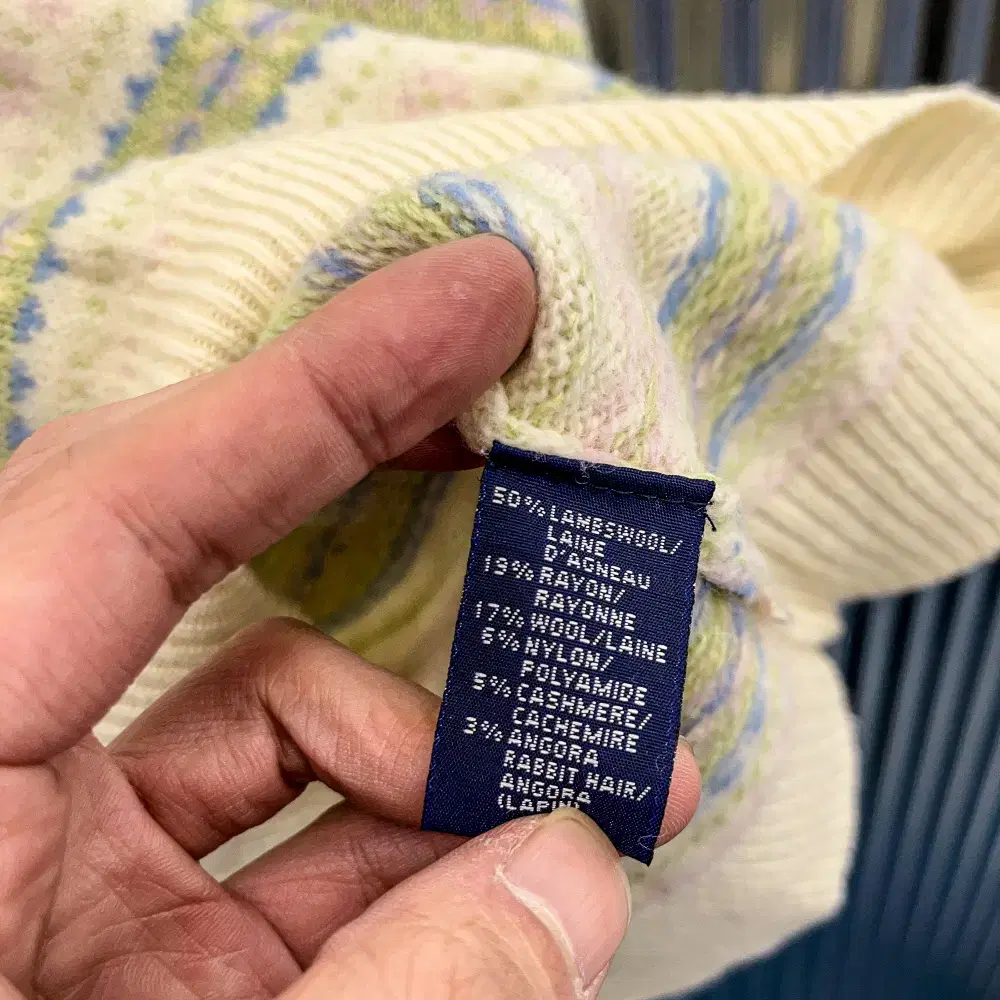 50% LAMBSWOOL/
LAINE
D'AGNEAU
19% RAYON/
RAYONNE
17% WOOL/LAINE
6% NYLON/
POLYAMIDE
5% CASHMERE/
CACHEMIRE
3% ANGORA
RABBIT HAIR/
ANGORA
(LAPIN)